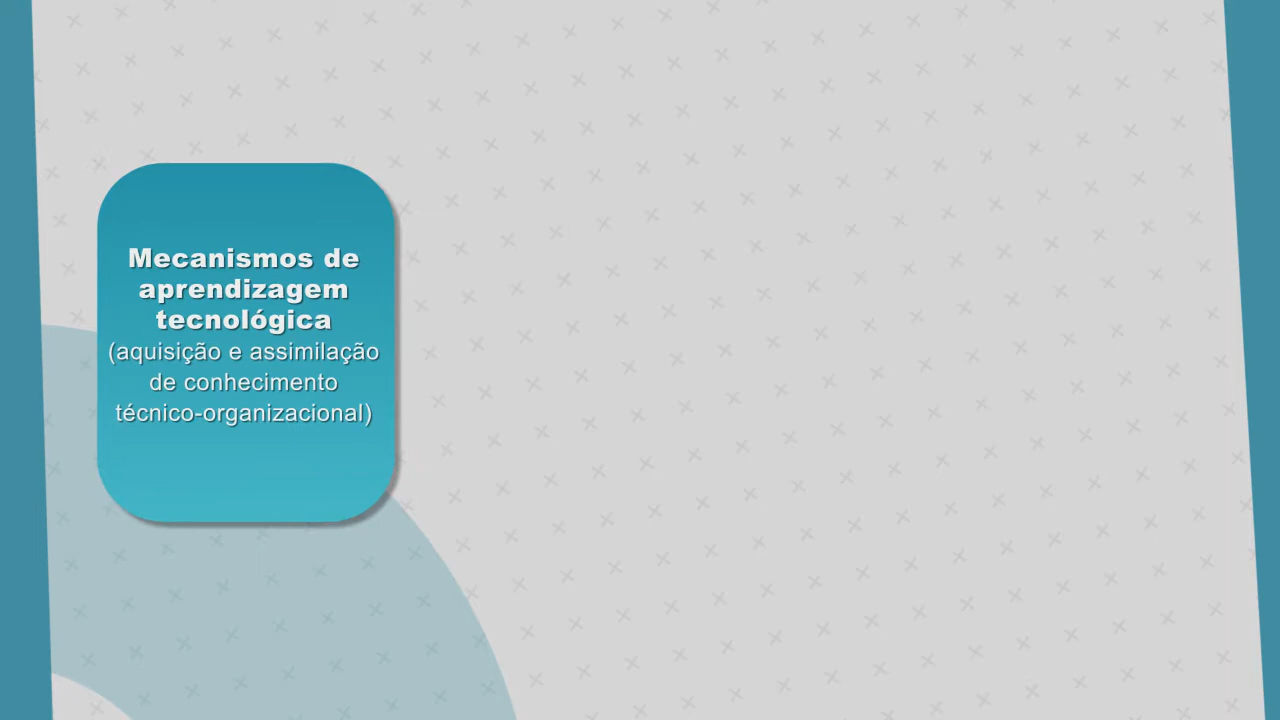 Mecanismos de
aprendizagem
tecnológica
(aquisição e assimilação
de conhecimento
técnico-organizacional)